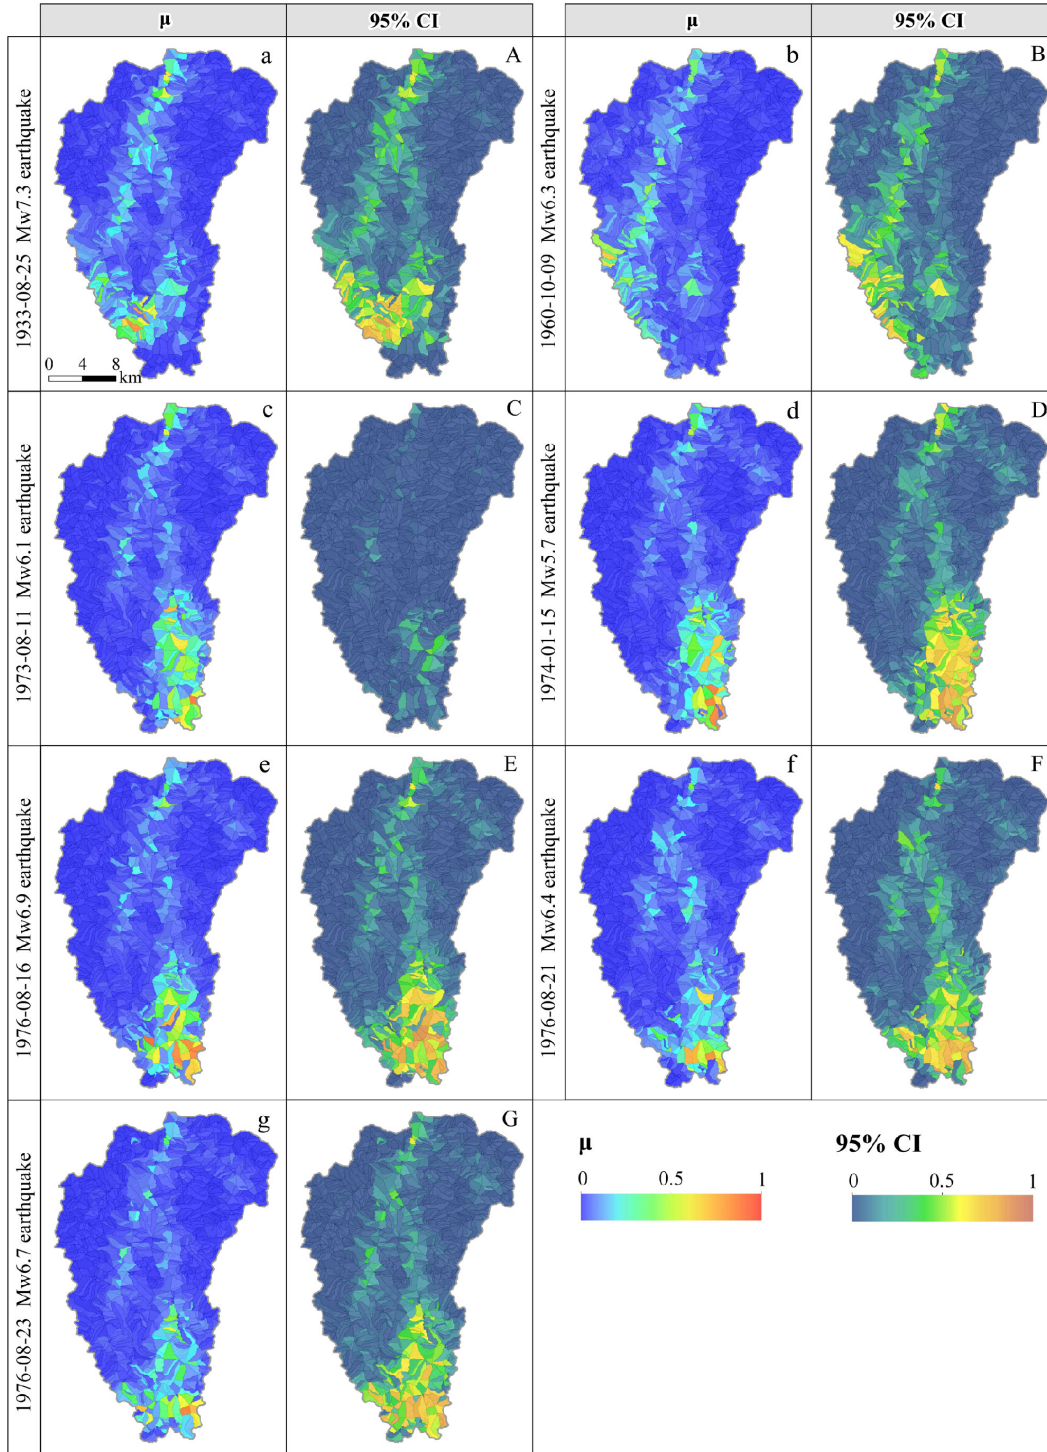 μ 95% CI μ 95% CI
1933-08-25 Mw7.3 earthquake
a
A
0 4 8
km
1960-10-09 Mw6.3 earthquake
b
B
1973-08-11 Mw6.1 earthquake
c
C
1974-01-15 Mw5.7 earthquake
d
D
1976-08-16 Mw6.9 earthquake
e
E
1976-08-21 Mw6.4 earthquake
f
F
1976-08-23 Mw6.7 earthquake
g
G
μ
0 0.5 1
95% CI
0 0.5 1